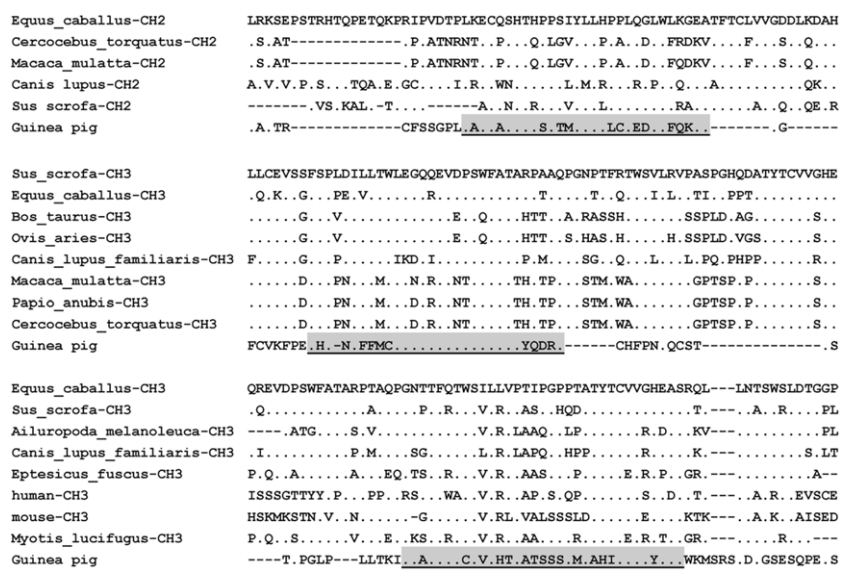 Equus_caballus-CH2 LRKSEPSTRHTQPETQKPRIPVDTPLKECQSHTHPPSIYLLHPPLQGLWLKGEATFTCLVVGDDLKDAH
Cercocebus_torquatus-CH2 .S.AT-------------.P.ATNRNT..P...Q.LGV...P.A..D..FRDKV....F...S..Q...
Macaca_mulatta-CH2 .S.AT-------------.P.ATNRNT..P...Q.LGV...P.A..D..FQDKV....F...S..Q...
Canis lupus-CH2 A.V.V.P.S...TQA.E.GC...I.R..WN......L.M.R...R.P..Q...A...........QK..
Sus scrofa-CH2 -------.VS.KAL.-T....-------A..N..R...V...L........RA.......A..Q..QE.R
Guinea pig .A.TR-------------CFSSGPL.A..A....S.TM....LC.ED..FQK..-------.G------

Sus_scrofa-CH3 LLCEVSSFSPLDILLTWLEGQQEVDPSWFATARPAAQPGNPTFRTWSVLRVPASPGHQDATYTCVVGHE
Equus_caballus-CH3 .Q.K..G...PE.V.......R............T.....T..Q...I.L..TI..PPT..........
Bos_taurus-CH3 ......G...V.............E..Q....HTT..A.RASSH.......SSPLD.AG.......S..
Ovis_aries-CH3 ......G...V.............E..Q....HTT..S.HAS.H.....H.SSPLD.VGS......S..
Canis_lupus_familiaris-CH3 F.....G..P......IKD.I..........P.M....SG..Q...L...L.PQ.PHPP......R..
Macaca_mulatta-CH3 ......D...PN...M...N.R..NT.....TH.TP...STM.WA.......GPTSP.P.......S..
Papio_anubis-CH3 ......D...PN...M...D.R..NT.....TH.TP...STM.WA.......GPTSP.P.......S..
Cercocebus_torquatus-CH3 ......D...PN...M...D.R..NT.....TH.TP...STM.WA.......GPTSP.P.......S..
Guinea pig FCVKFPE.H.-N.FFMC...............YQDR.------CHFPN.QCST---------------.S

Equus_caballus-CH3 QREVDPSWFATARPTAQPGNTTFQTWSILLVPTIPGPPTATYTCVVGHEASRQL---LNTSWSLDTGGP
Sus_scrofa-CH3 .Q............A.....P..R...V.R..AS..HQD.............T.---..A..R....PL
Ailuropoda_melanoleuca-CH3 ----.ATG....S.V............V.R.LAAQ..LP.......R.D...KV---..........PL
Canis_lupus_familiaris-CH3 .I..........P.M....SG......L.R.LAPQ.HPP.......R.....K.---........S.LT
Eptesicus_fuscus-CH3 P.Q..A......A...EQ.TS..R...V.R..AAS...P.....E.R.P...GR.---.........A--
human-CH3 ISSSGTTYY.P....PP..RS...WA..V.R...AP.S.QP.......S..D..T.---...A.R..EVSCE
mouse-CH3 HSKMKSTN.V..N......-G......V.RL.VALSSSLD.......E....KTK---...A..K..AISED
Myotis_lucifugus-CH3 P.Q..S......V...E..KS..R...V.R..AA...R......E.R.T...GR.---.....R.....A--
Guinea pig ----T.PGLP---LLTKI..A....C.V.HT.ATSSS.M.AHI....Y...WKMSRS.D.GSESQPE.S